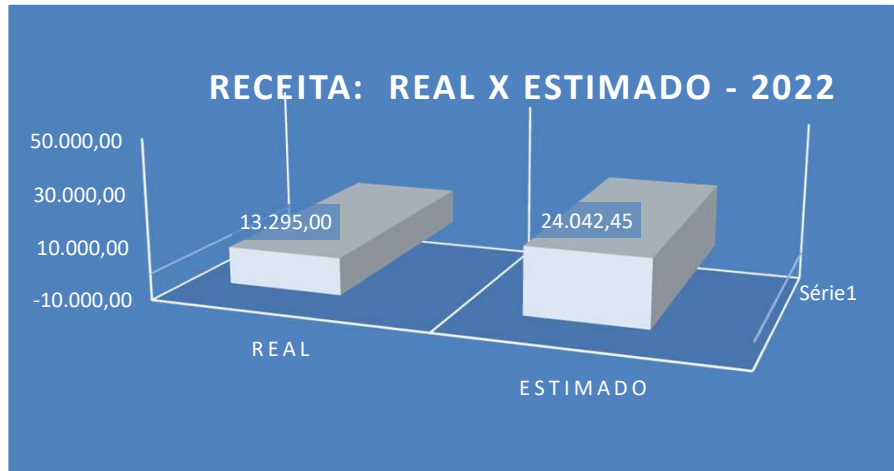 RECEITA: REAL X ESTIMADO - 2022
50.000,00
30.000,00
10.000,00
-10.000,00
13.295,00
24.042,45
Série1
REAL
ESTIMADO